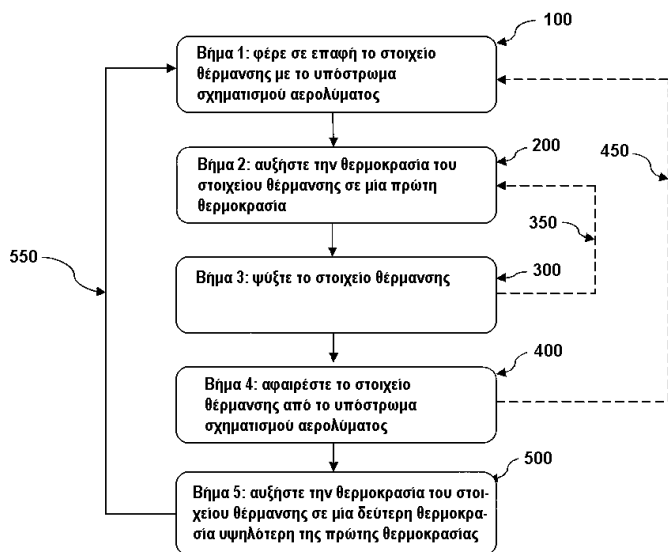 100
Βήμα 1: φέρε σε επαφή το στοιχείο
θέρμανσης με το υπόστρωμα
σχηματισμού αερολύματος
200
450
Βήμα 2: αυξήστε την θερμοκρασία του
στοιχείου θέρμανσης σε μία πρώτη
θερμοκρασία
350
550
300
Βήμα 3: ψύξτε το στοιχείο θέρμανσης
400
Βήμα 4: αφαιρέστε το στοιχείο
θέρμανσης από το υπόστρωμα
σχηματισμού αερολύματος
500
Βήμα 5: αυξήστε την θερμοκρασία του στοι-
χείου θέρμανσης σε μία δεύτερη θερμοκρα-
σία υψηλότερη της πρώτης θερμοκρασίας